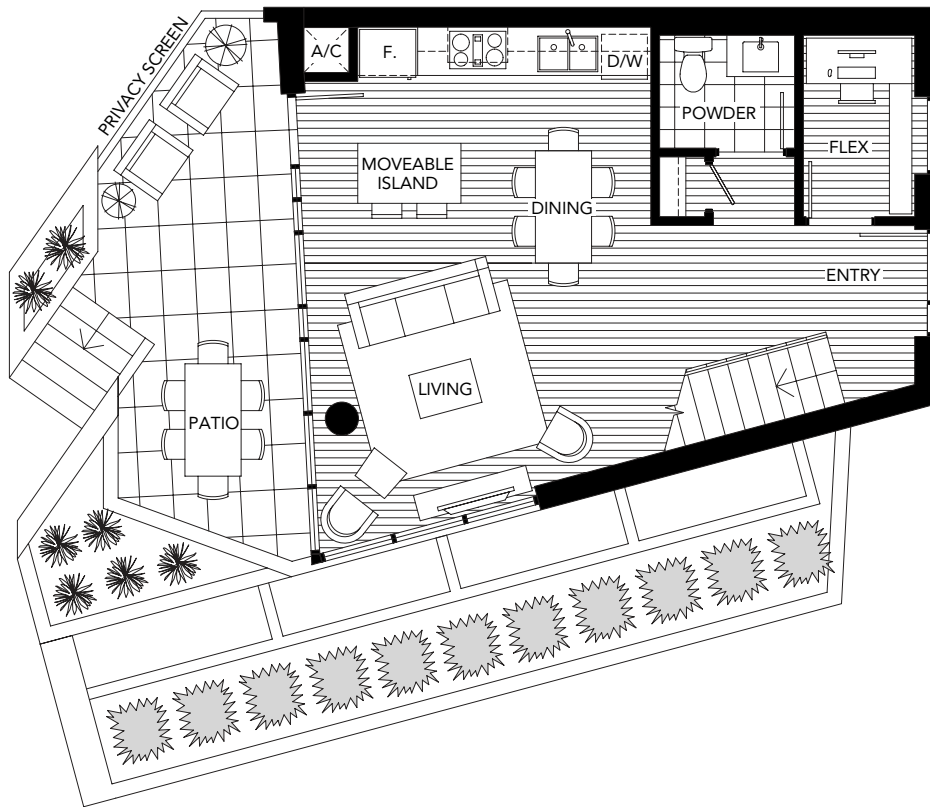 A/C
F.
D/W
PRIVACY SCREEN
POWDER
FLEX
MOVEABLE
ISLAND
DINING
ENTRY
LIVING
PATIO